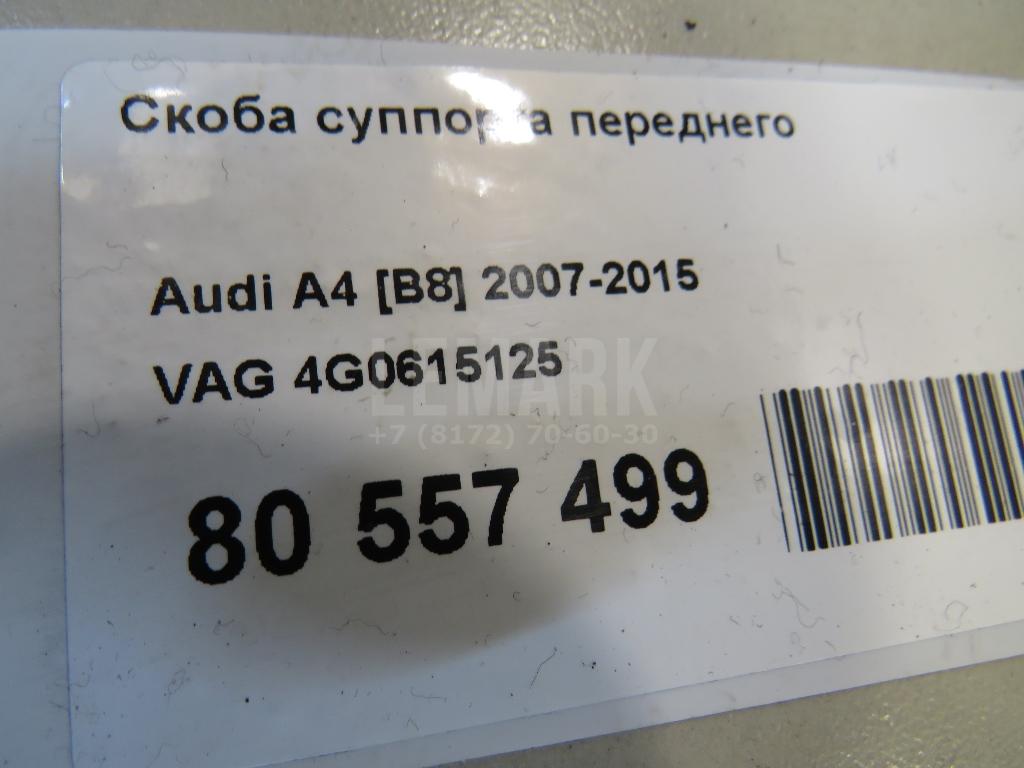 Скоба суппорта переднего
Audi A4 [B8] 2007-2015
VAG 4G0615125
LEMARK
+7 (8172) 70-60-30
80 557 499